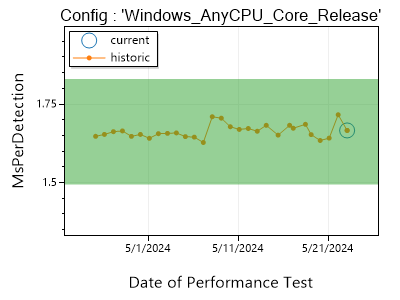 Config : 'Windows_AnyCPU_Core_Release'
current
historic
MsPerDetection
1.75
1.5
5/1/2024
5/11/2024
5/21/2024
Date of Performance Test